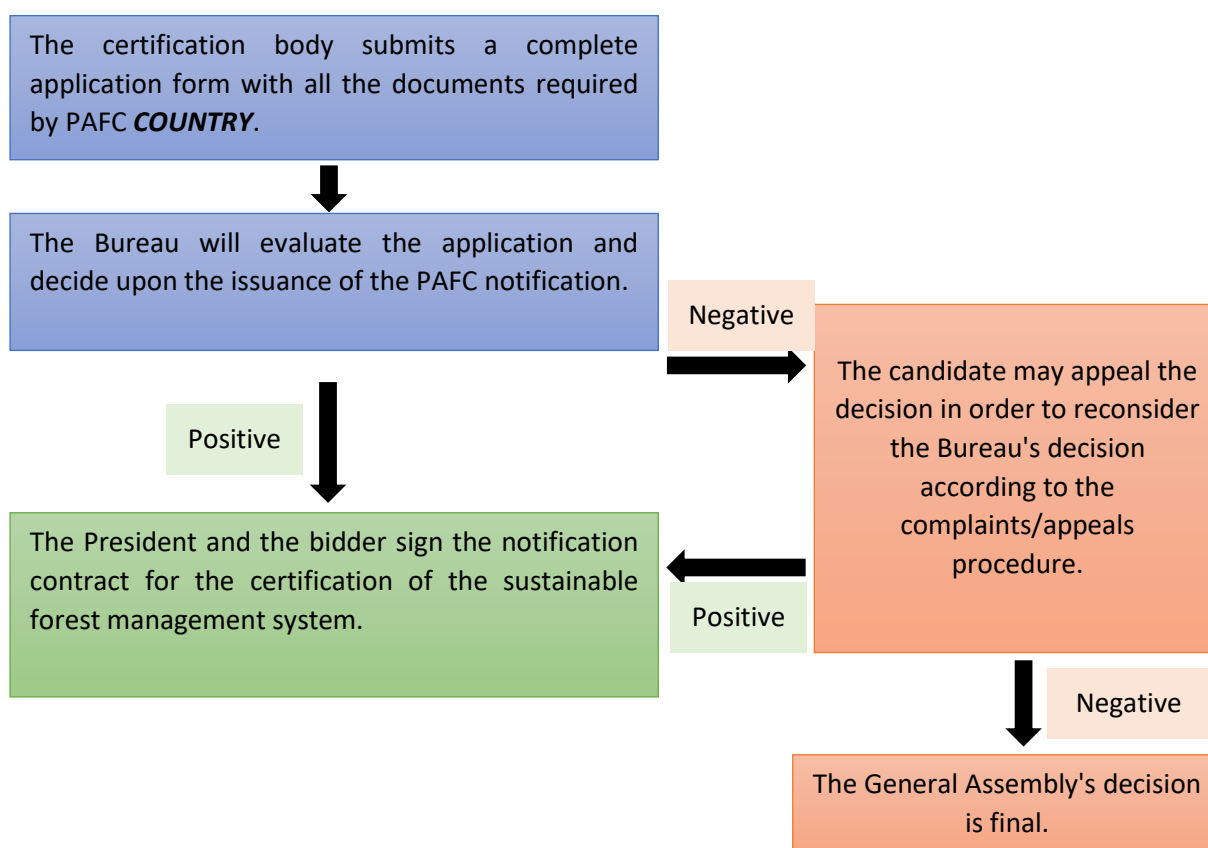 The certification body submits a complete
application form with all the documents required
by PAFC COUNTRY.
The Bureau will evaluate the application and
decide upon the issuance of the PAFC notification.
Negative
The candidate may appeal the
decision in order to reconsider
the Bureau's decision
according to the
complaints/appeals
procedure.
Positive
The President and the bidder sign the notification
contract for the certification of the sustainable
forest management system.
Positive
Negative
The General Assembly's decision
is final.